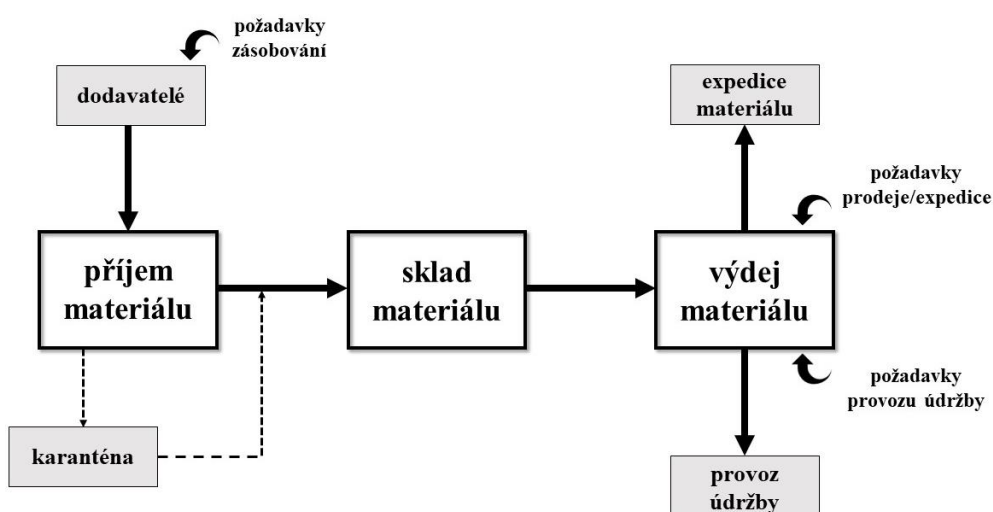 požadavky
zásobování
dodavatelé
expedice
materiálu
požadavky
prodeje/expedice
příjem
materiálu
sklad
materiálu
výdej
materiálu
požadavky
provozu údržby
karanténa
provoz
údržby